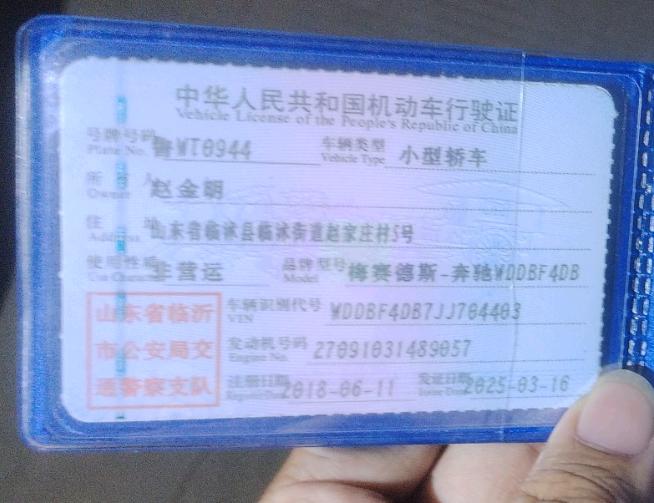 中华人民共和国机动车行驶证
Vehicle License of the People's Republic of China
号牌号码 鲁WT0944 车辆类型 小型轿车
Plate No. Vehicle Type
所有人 赵金明
Owner
住址 山东省临沭县临沭街道赵家庄村5号
Address
使用性质 非营运 品牌型号 梅赛德斯-奔驰WDDBF4DB
Use Character Model
山东省临沂 车辆识别代号 WDDBF4DB7JJ704403
VIN
市公安局交 发动机号码 27091031489057
Engine No.
通警察支队 注册日期 2018-06-11 发证日期 2025-03-16
Register Date Issue Date